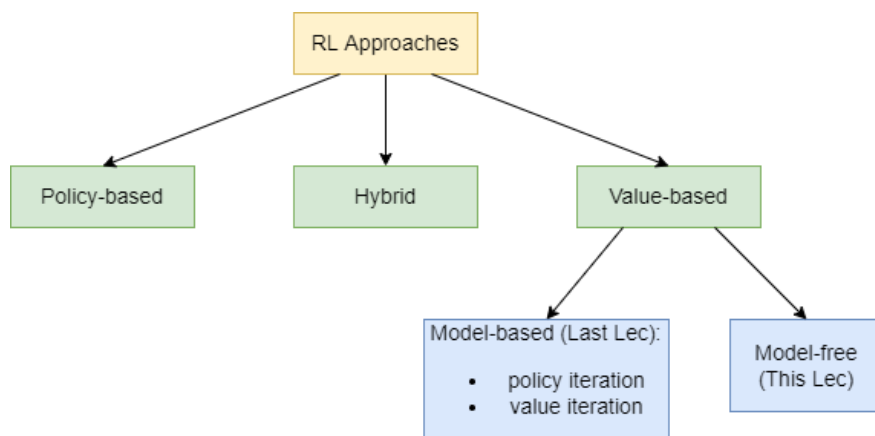 RL Approaches
Policy-based
Hybrid
Value-based
Model-based (Last Lec):
• policy iteration
• value iteration
Model-free
(This Lec)